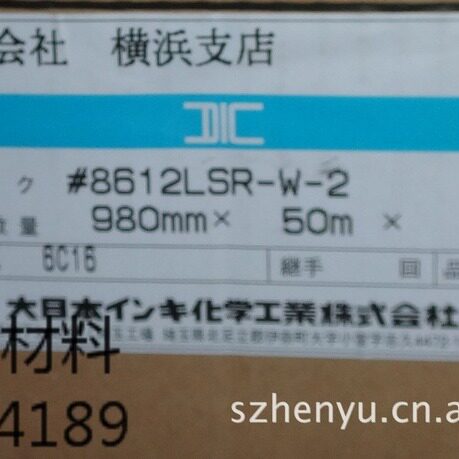 会社 横浜支店
DIC
ク #8612LSR-W-2
数量 980mm× 50m ×
6C16 継手 回 品
大日本インキ化学工業株式会社
材料
4189
szhenyu.cn.a